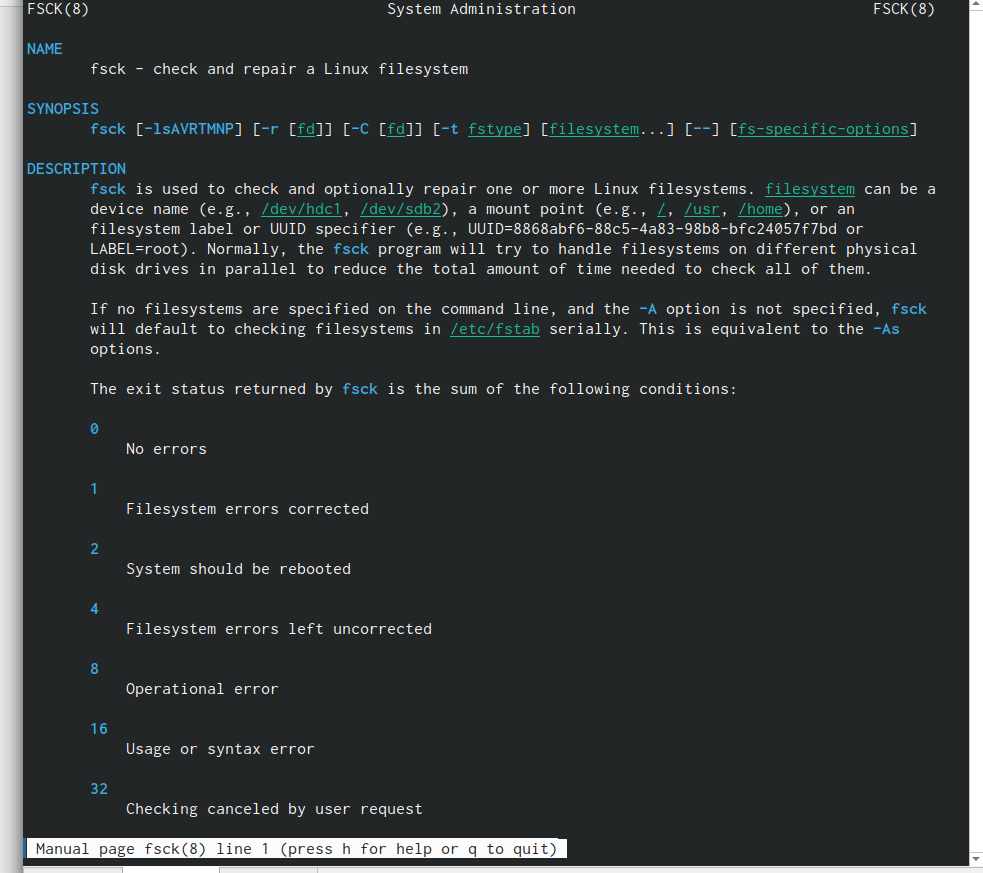 FSCK(8) System Administration FSCK(8)
NAME
fsck - check and repair a Linux filesystem
SYNOPSIS
fsck [-lsAVRTMNP] [-r [fd]] [-C [fd]] [-t fstype] [filesystem...] [--] [fs-specific-options]
DESCRIPTION
fsck is used to check and optionally repair one or more Linux filesystems. filesystem can be a
device name (e.g., /dev/hdc1, /dev/sdb2), a mount point (e.g., /, /usr, /home), or an
filesystem label or UUID specifier (e.g., UUID=8868abf6-88c5-4a83-98b8-bfc24057f7bd or
LABEL=root). Normally, the fsck program will try to handle filesystems on different physical
disk drives in parallel to reduce the total amount of time needed to check all of them.
If no filesystems are specified on the command line, and the -A option is not specified, fsck
will default to checking filesystems in /etc/fstab serially. This is equivalent to the -As
options.
The exit status returned by fsck is the sum of the following conditions:
0
No errors
1
Filesystem errors corrected
2
System should be rebooted
4
Filesystem errors left uncorrected
8
Operational error
16
Usage or syntax error
32
Checking canceled by user request
Manual page fsck(8) line 1 (press h for help or q to quit)